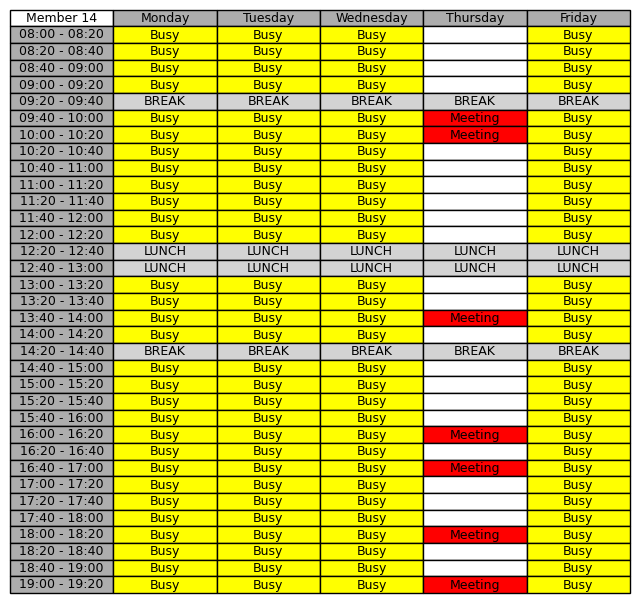 Member 14 Monday Tuesday Wednesday Thursday Friday
08:00 - 08:20 Busy Busy Busy Busy
08:20 - 08:40 Busy Busy Busy Busy
08:40 - 09:00 Busy Busy Busy Busy
09:00 - 09:20 Busy Busy Busy Busy
09:20 - 09:40 BREAK BREAK BREAK BREAK BREAK
09:40 - 10:00 Busy Busy Busy Meeting Busy
10:00 - 10:20 Busy Busy Busy Meeting Busy
10:20 - 10:40 Busy Busy Busy Busy
10:40 - 11:00 Busy Busy Busy Busy
11:00 - 11:20 Busy Busy Busy Busy
11:20 - 11:40 Busy Busy Busy Busy
11:40 - 12:00 Busy Busy Busy Busy
12:00 - 12:20 Busy Busy Busy Busy
12:20 - 12:40 LUNCH LUNCH LUNCH LUNCH LUNCH
12:40 - 13:00 LUNCH LUNCH LUNCH LUNCH LUNCH
13:00 - 13:20 Busy Busy Busy Busy
13:20 - 13:40 Busy Busy Busy Busy
13:40 - 14:00 Busy Busy Busy Meeting Busy
14:00 - 14:20 Busy Busy Busy Busy
14:20 - 14:40 BREAK BREAK BREAK BREAK BREAK
14:40 - 15:00 Busy Busy Busy Busy
15:00 - 15:20 Busy Busy Busy Busy
15:20 - 15:40 Busy Busy Busy Busy
15:40 - 16:00 Busy Busy Busy Busy
16:00 - 16:20 Busy Busy Busy Meeting Busy
16:20 - 16:40 Busy Busy Busy Busy
16:40 - 17:00 Busy Busy Busy Meeting Busy
17:00 - 17:20 Busy Busy Busy Busy
17:20 - 17:40 Busy Busy Busy Busy
17:40 - 18:00 Busy Busy Busy Busy
18:00 - 18:20 Busy Busy Busy Meeting Busy
18:20 - 18:40 Busy Busy Busy Busy
18:40 - 19:00 Busy Busy Busy Busy
19:00 - 19:20 Busy Busy Busy Meeting Busy